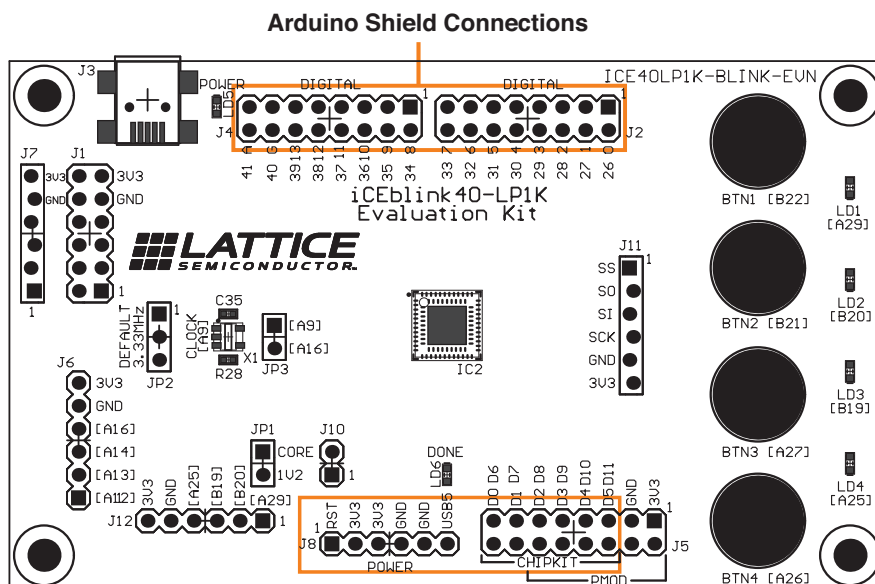 Arduino Shield Connections
J3
POWER
LD5
DIGITAL
DIGITAL
ICE40LP1K-BLINK-EVN
1
1
J4
J2
41 A
40 G
39 13
38 12
37 11
36 10
35 9
34 8
33 7
32 6
31 5
30 4
29 3
28 2
27 1
26 0
iCEblink40-LP1K
Evaluation Kit
J7
J1
3V3
GND
3V3
GND
1
1
LATTICE
SEMICONDUCTOR
BTN1 [B22]
LD1
[A29]
BTN2 [B21]
LD2
[B20]
BTN3 [A27]
LD3
[B19]
BTN4 [A26]
LD4
[A25]
J11
1
SS
SO
SI
SCK
GND
3V3
C35
DEFAULT
3.33MHz
1
JP2
CLOCK
[A9]
X1
R28
[A9]
[A16]
JP3
IC2
J6
3V3
GND
[A16]
[A14]
[A13]
[A12]
1
JP1
CORE
1V2
J10
1
DONE
LD6
J12
3V3
GND
[A25]
[B19]
[B20]
[A29]
1
1
J8
RST
3V3
3V3
GND
GND
USB5
POWER
D0 D6
D1 D7
D2 D8
D3 D9
D4 D10
D5 D11
GND
3V3
1
J5
CHIPKIT
PMOD